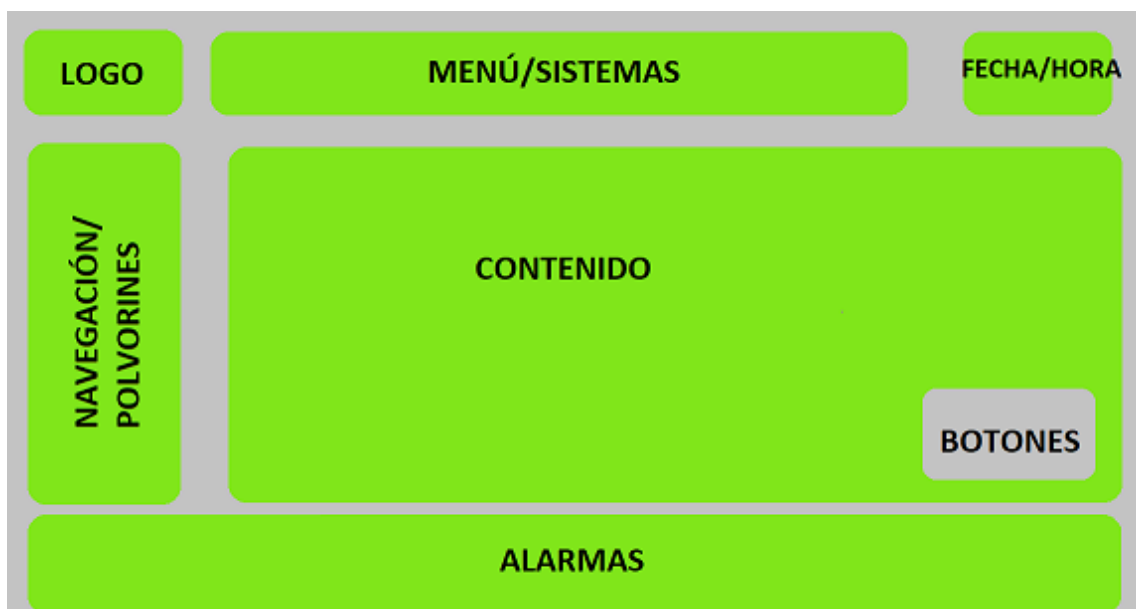 LOGO
MENÚ/SISTEMAS
FECHA/HORA
NAVEGACIÓN/
POLVORINES
CONTENIDO
BOTONES
ALARMAS